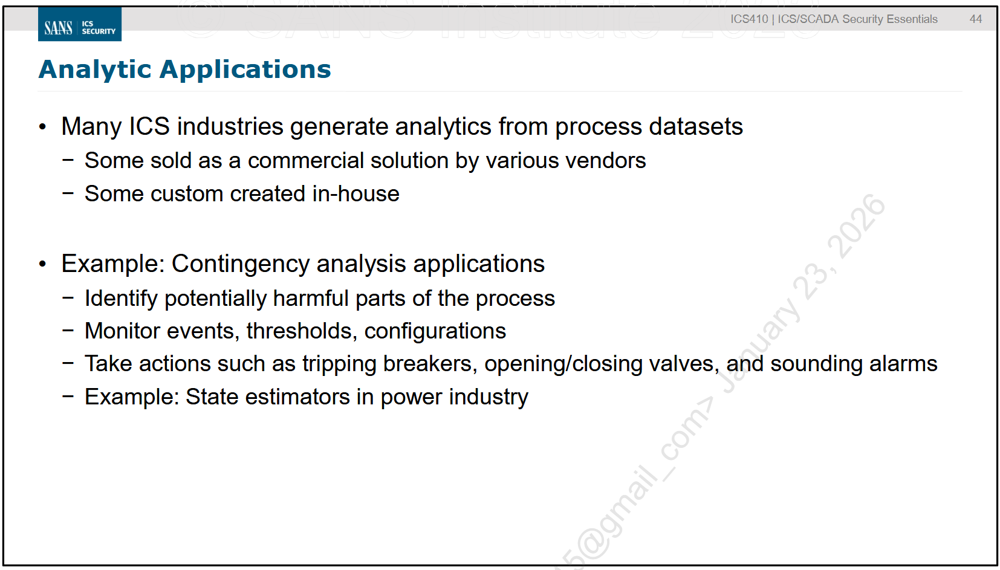 © SANS Institute 2026
ICS410 | ICS/SCADA Security Essentials 44
SANS | ICS SECURITY
Analytic Applications
• Many ICS industries generate analytics from process datasets
− Some sold as a commercial solution by various vendors
− Some custom created in-house
• Example: Contingency analysis applications
− Identify potentially harmful parts of the process
− Monitor events, thresholds, configurations
− Take actions such as tripping breakers, opening/closing valves, and sounding alarms
− Example: State estimators in power industry
5@gmail_com> January 23, 2026